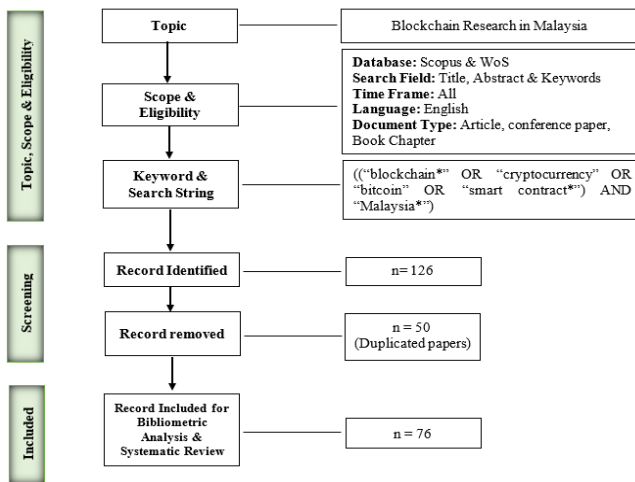 Topic, Scope & Eligibility
Topic
Blockchain Research in Malaysia
Scope &
Eligibility
Database: Scopus & WoS
Search Field: Title, Abstract & Keywords
Time Frame: All
Language: English
Document Type: Article, conference paper,
Book Chapter
Keyword &
Search String
((“blockchain*” OR “cryptocurrency” OR
“bitcoin” OR “smart contract*”) AND
“Malaysia*”)
Screening
Record Identified
n= 126
Record removed
n = 50
(Duplicated papers)
Included
Record Included for
Bibliometric
Analysis &
Systematic Review
n = 76